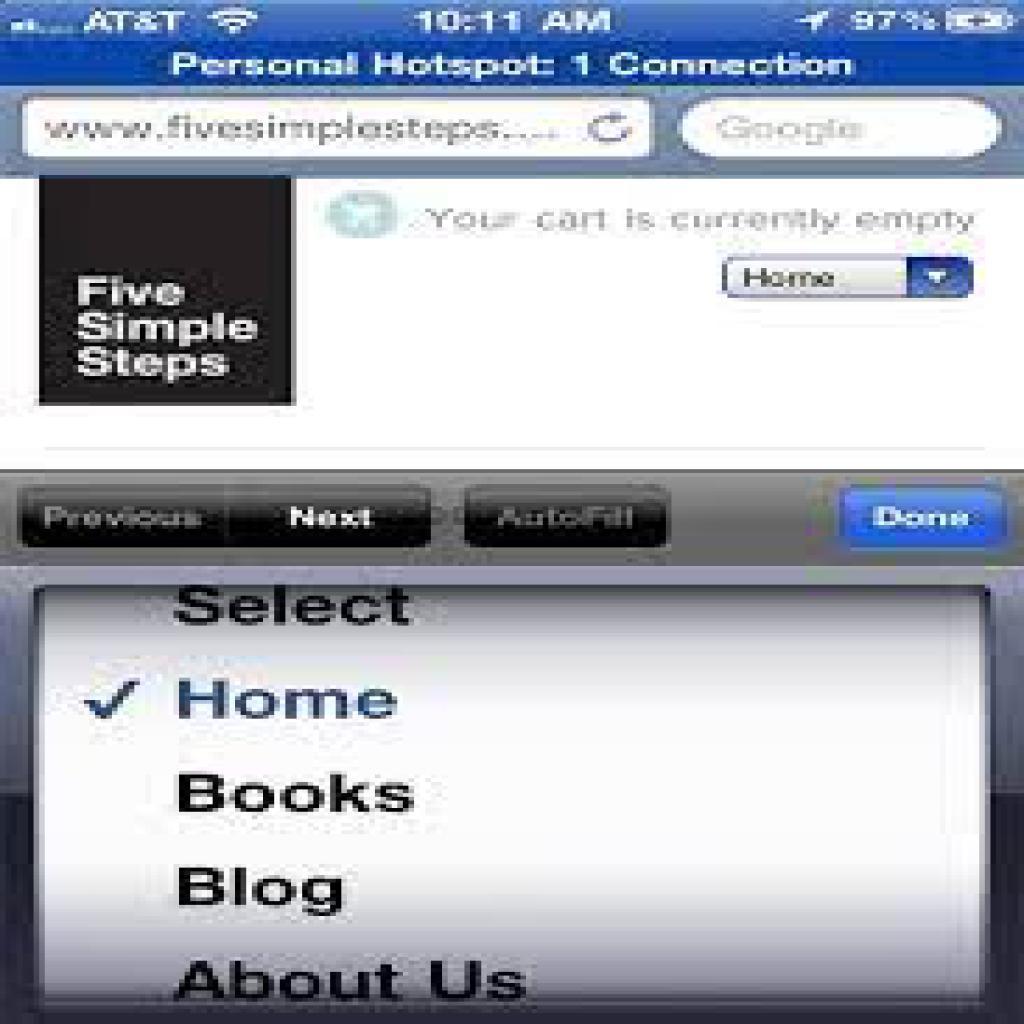 AT&T 10:11 AM 97%
Personal Hotspot: 1 Connection
www.fivesimplesteps.... Google
Your cart is currently empty
Home
Five
Simple
Steps
Previous Next AutoFill Done
Select
✓ Home
Books
Blog
About Us